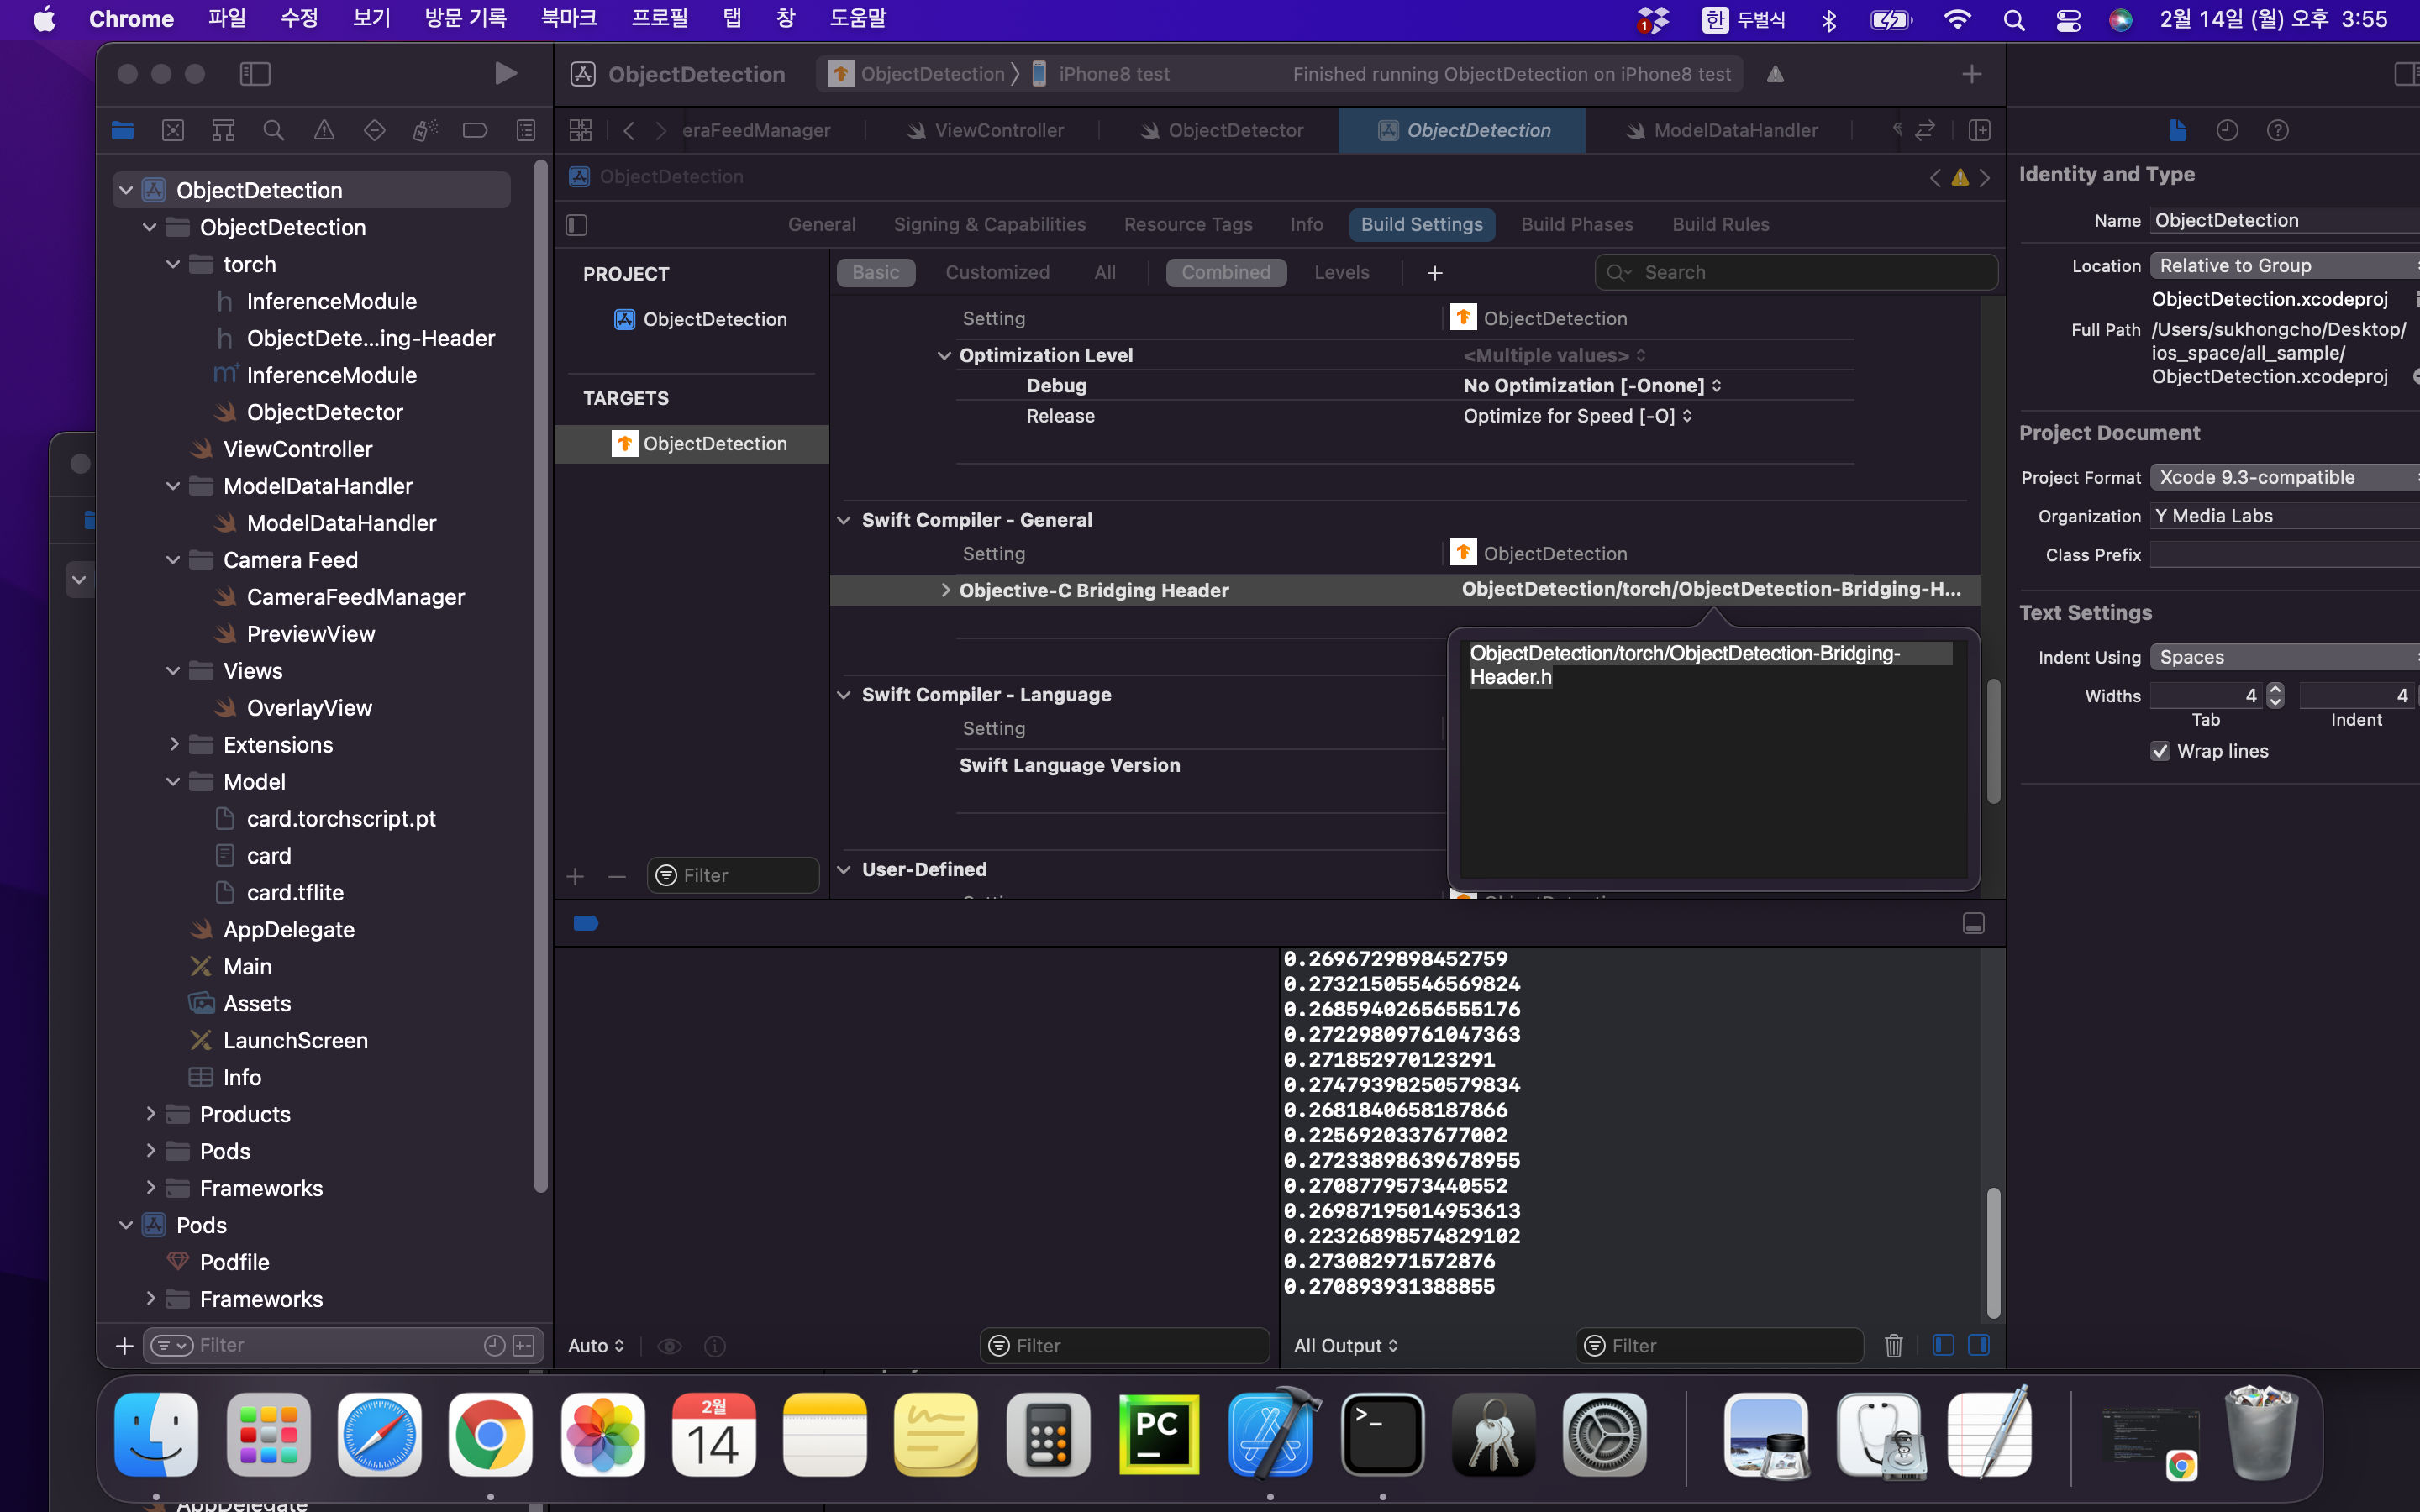 Chrome 파일 수정 보기 방문 기록 북마크 프로필 탭 창 도움말
1 한 두벌식 2월 14일 (월) 오후 3:55
ObjectDetection ObjectDetection iPhone8 test Finished running ObjectDetection on iPhone8 test
eraFeedManager ViewController ObjectDetector ObjectDetection ModelDataHandler
ObjectDetection
General Signing & Capabilities Resource Tags Info Build Settings Build Phases Build Rules
Basic Customized All Combined Levels + Search
ObjectDetection
ObjectDetection
torch
InferenceModule
ObjectDete...ing-Header
InferenceModule
ObjectDetector
ViewController
ModelDataHandler
ModelDataHandler
Camera Feed
CameraFeedManager
PreviewView
Views
OverlayView
Extensions
Model
card.torchscript.pt
card
card.tflite
AppDelegate
Main
Assets
LaunchScreen
Info
Products
Pods
Frameworks
Pods
Podfile
Frameworks
Filter
PROJECT
ObjectDetection
TARGETS
ObjectDetection
Filter
Setting ObjectDetection
Optimization Level <Multiple values>
Debug No Optimization [-Onone]
Release Optimize for Speed [-O]
Swift Compiler - General
Setting ObjectDetection
Objective-C Bridging Header ObjectDetection/torch/ObjectDetection-Bridging-H...
ObjectDetection/torch/ObjectDetection-Bridging-
Header.h
Swift Compiler - Language
Setting
Swift Language Version
User-Defined
0.2696729898452759
0.27321505546569824
0.26859402656555176
0.27229809761047363
0.271852970123291
0.27479398250579834
0.2681840658187866
0.2256920337677002
0.27233898639678955
0.2708779573440552
0.26987195014953613
0.22326898574829102
0.273082971572876
0.270893931388855
Auto Filter All Output Filter
Identity and Type
Name ObjectDetection
Location Relative to Group
ObjectDetection.xcodeproj
Full Path /Users/sukhongcho/Desktop/
ios_space/all_sample/
ObjectDetection.xcodeproj
Project Document
Project Format Xcode 9.3-compatible
Organization Y Media Labs
Class Prefix
Text Settings
Indent Using Spaces
Widths 4 4
Tab Indent
Wrap lines
2월
14
PC
AppDelegate